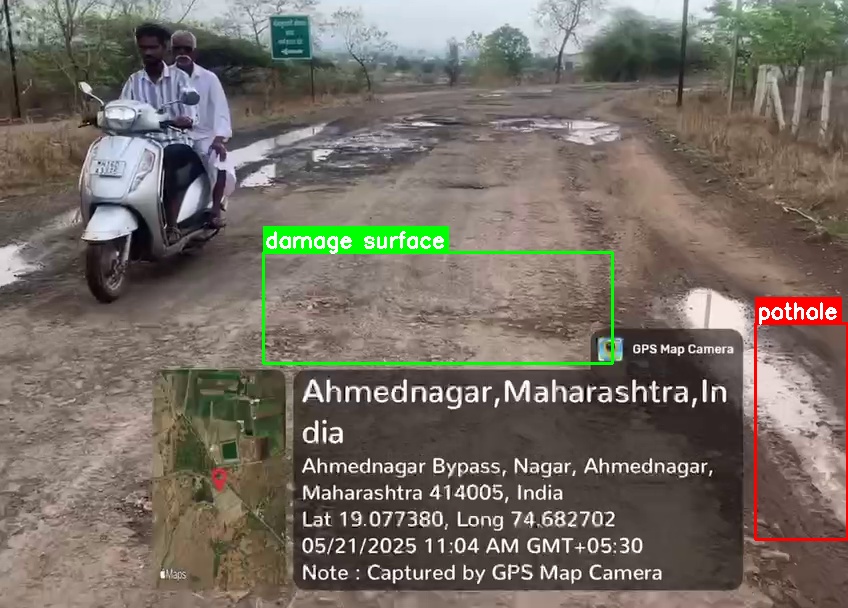 damage surface
pothole
GPS Map Camera
Ahmednagar,Maharashtra,In
dia
Ahmednagar Bypass, Nagar, Ahmednagar,
Maharashtra 414005, India
Lat 19.077380, Long 74.682702
05/21/2025 11:04 AM GMT+05:30
Note : Captured by GPS Map Camera
Maps